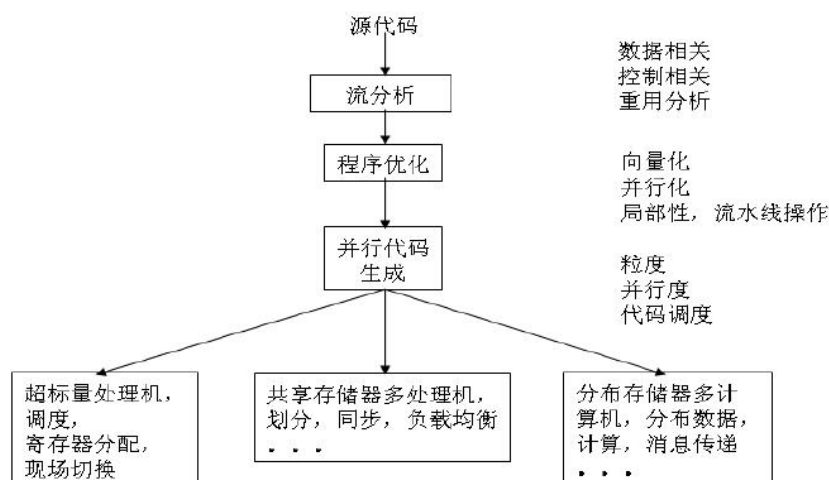 源代码
数据相关
控制相关
重用分析
流分析
程序优化
向量化
并行化
局部性，流水线操作
并行代码
生成
粒度
并行度
代码调度
超标量处理机，
调度，
寄存器分配，
现场切换
共享存储器多处理机，
划分，同步，负载均衡
• • •
分布存储器多计
算机，分布数据，
计算，消息传递
• • •